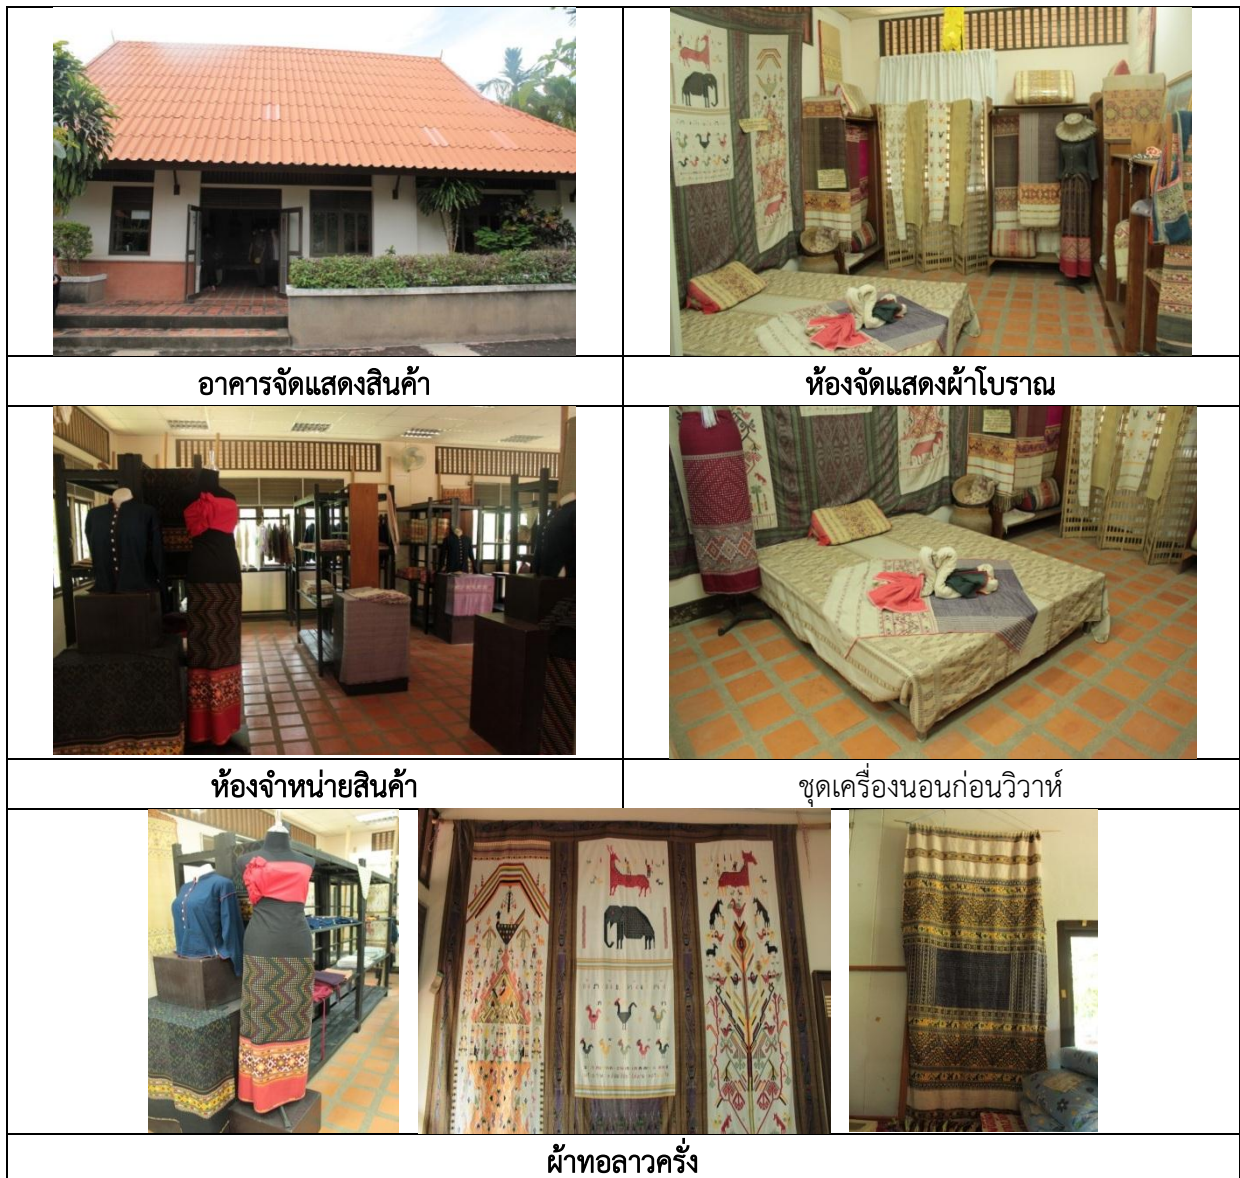 อาคารจัดแสดงสินค้า
ห้องจัดแสดงผ้าโบราณ
ห้องจำหน่ายสินค้า
ชุดเครื่องนอนก่อนวิวาห์
ผ้าทอลาวครั่ง